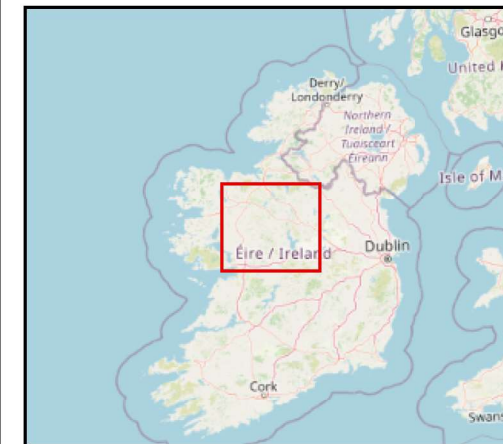 Glasgo
United
Derry/
Londonderry
Northern
Ireland /
Tuaisceart
Éireann
Isle of M
Éire / Ireland
Dublin
Cork
Swans